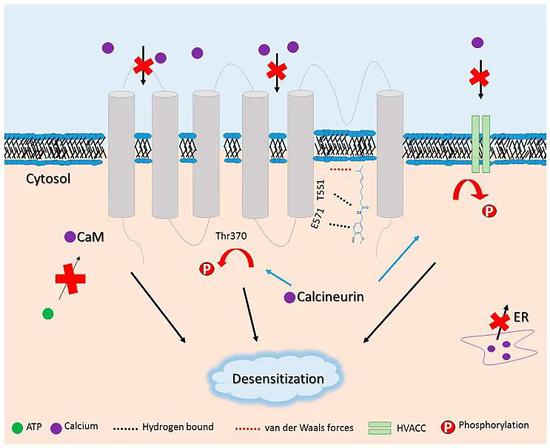 Cytosol
T551
E571
CaM
Thr370
P
P
Calcineurin
ER
Desensitization
ATP
Calcium
Hydrogen bound
van der Waals forces
HVACC
P
Phosphorylation